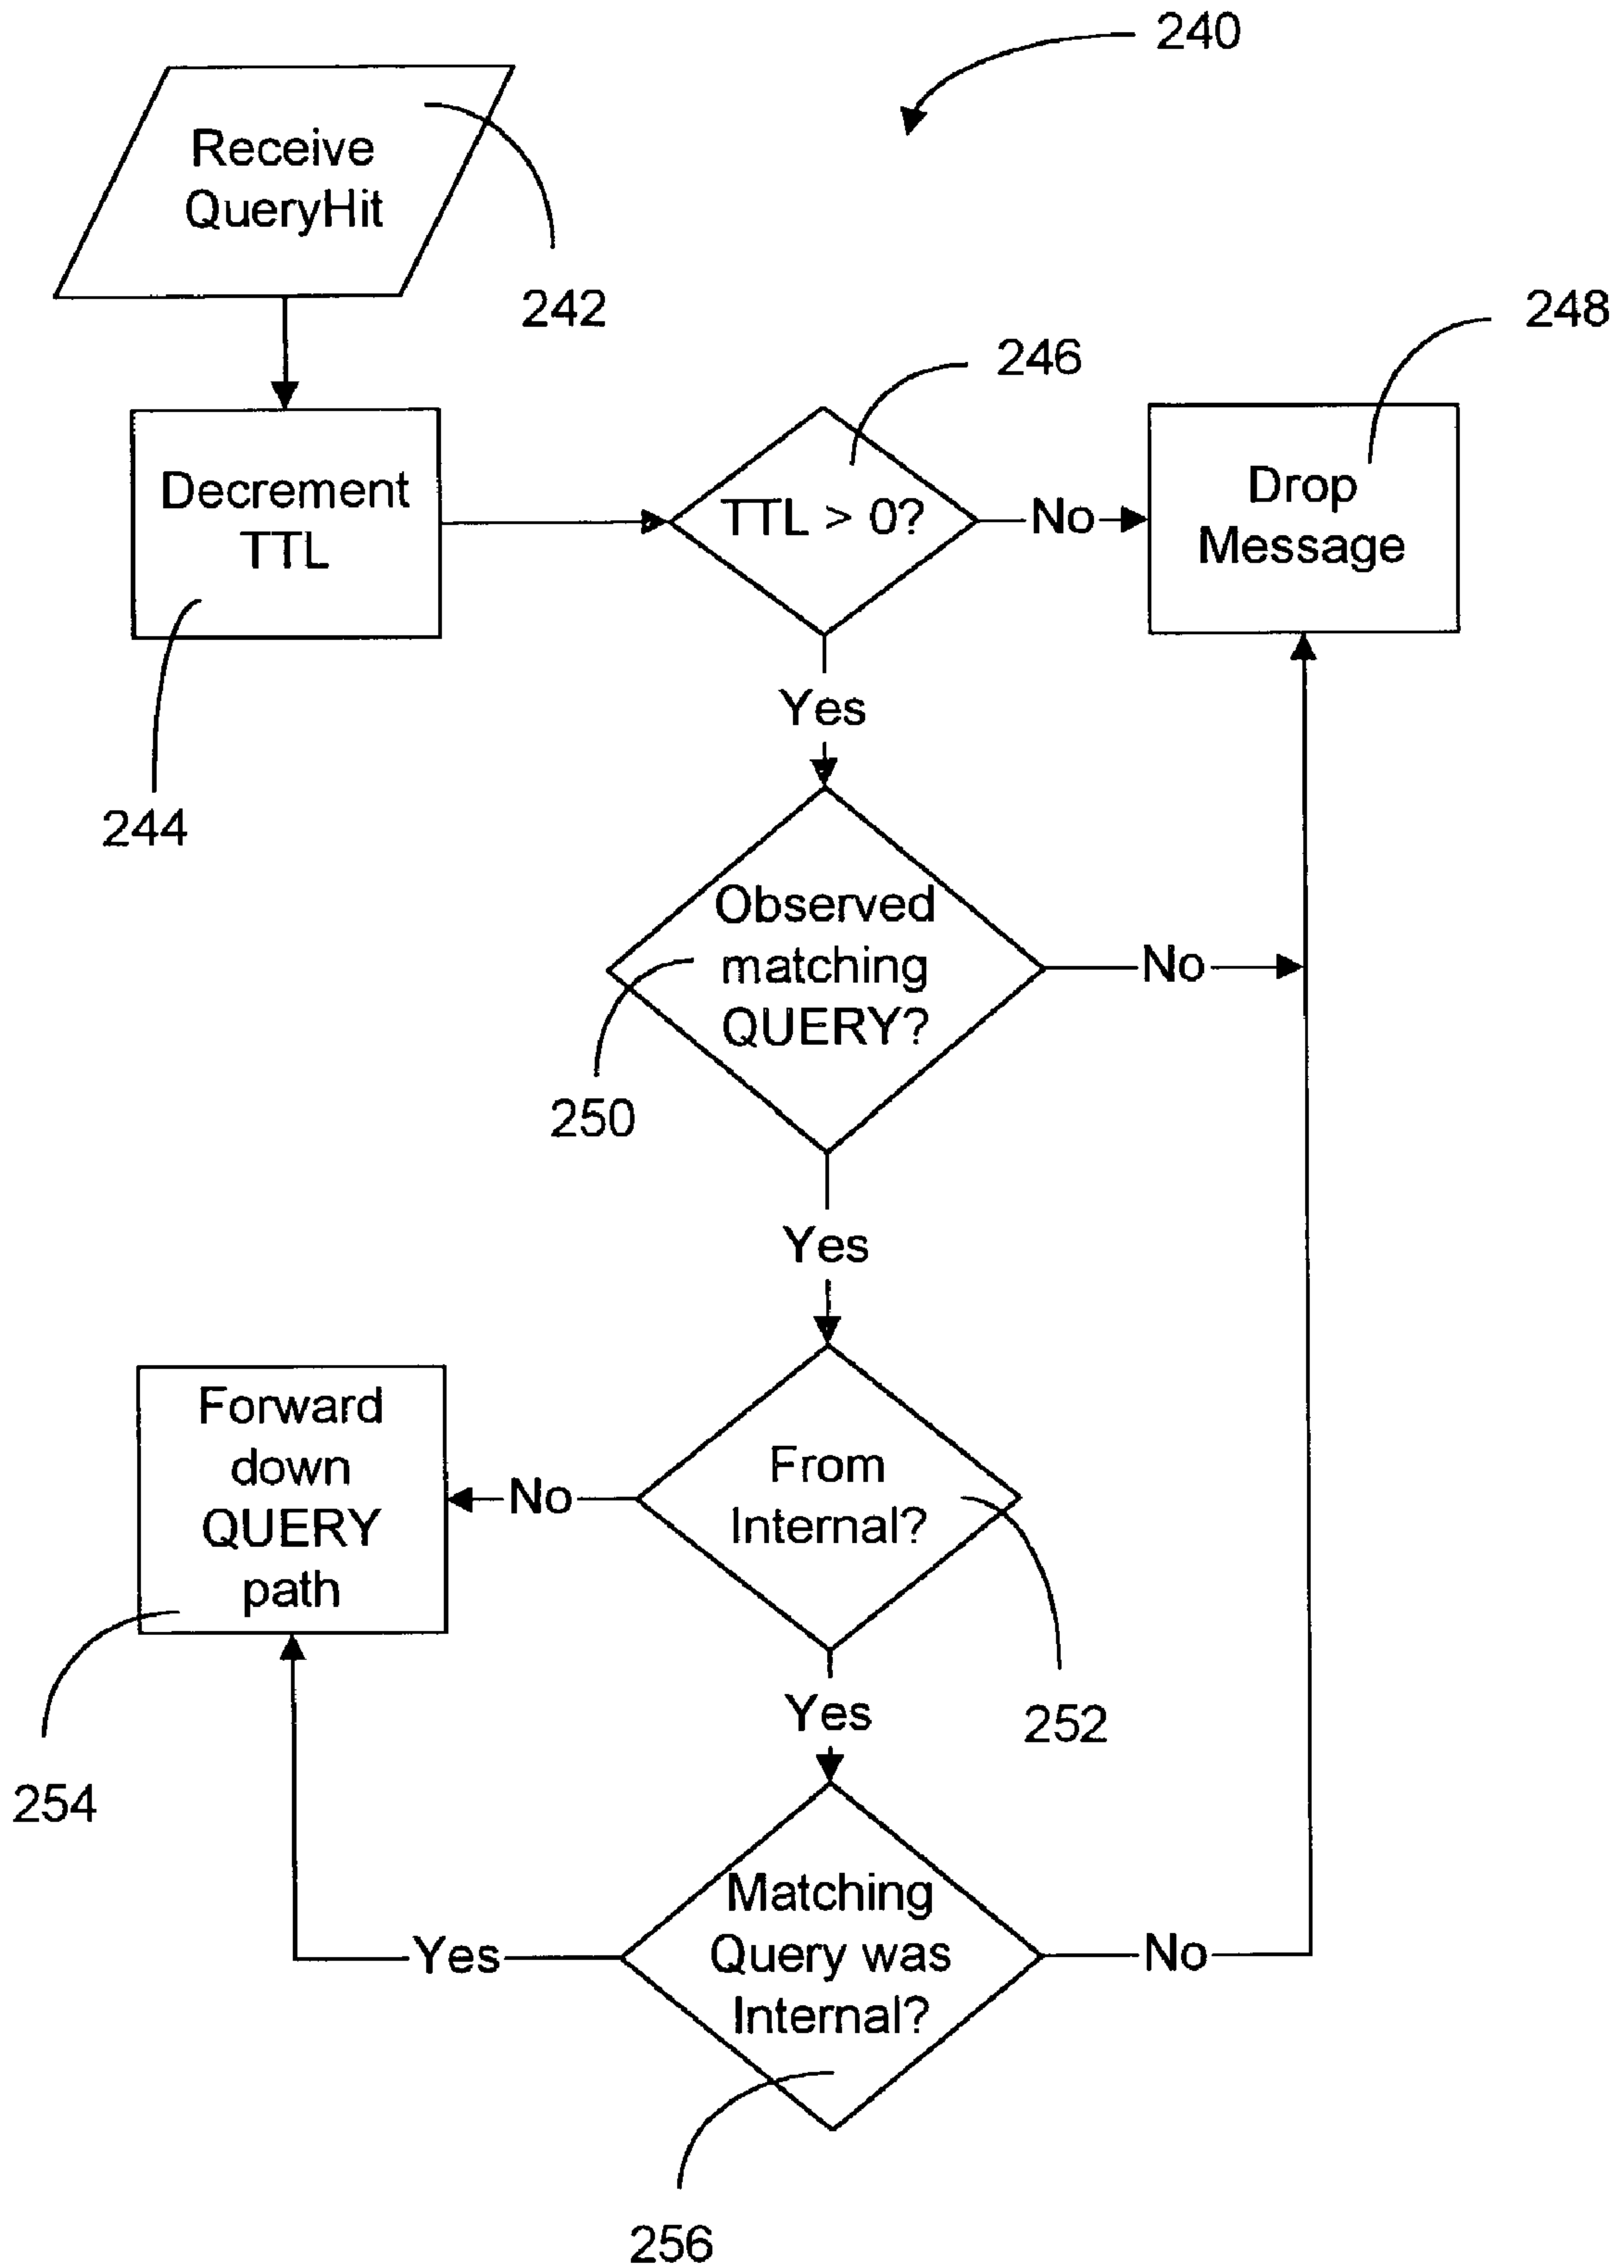 240
Receive
QueryHit
242
248
246
Decrement
TTL
TTL > 0?
No
Drop
Message
Yes
244
Observed
matching
QUERY?
No
250
Yes
Forward
down
QUERY
path
No
From
Internal?
Yes
252
254
Matching
Query was
Internal?
Yes
No
256